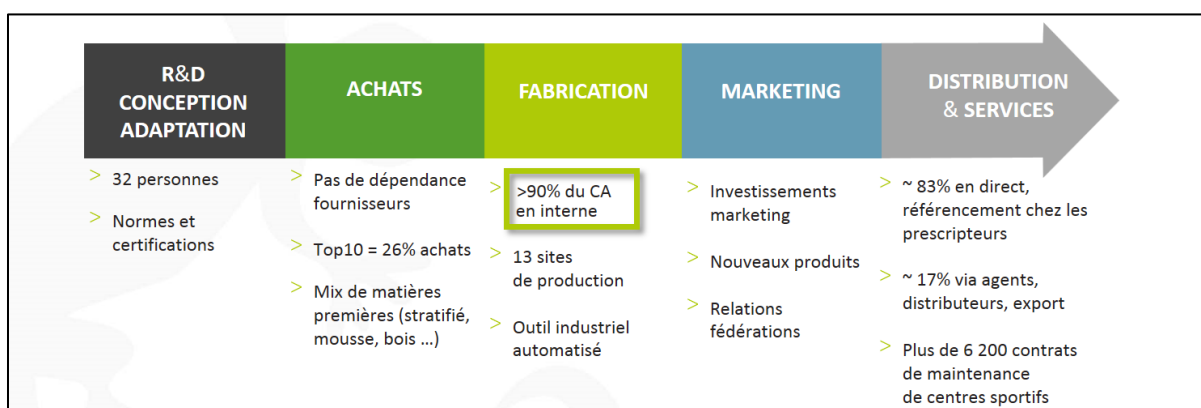 R&D
CONCEPTION
ADAPTATION
> 32 personnes
> Normes et
certifications
ACHATS
> Pas de dépendance
fournisseurs
> Top10 = 26% achats
> Mix de matières
premières (stratifié,
mousse, bois ...)
FABRICATION
> >90% du CA
en interne
> 13 sites
de production
> Outil industriel
automatisé
MARKETING
> Investissements
marketing
> Nouveaux produits
> Relations
fédérations
DISTRIBUTION
& SERVICES
> ~ 83% en direct,
référencement chez les
prescripteurs
> ~ 17% via agents,
distributeurs, export
> Plus de 6 200 contrats
de maintenance
de centres sportifs